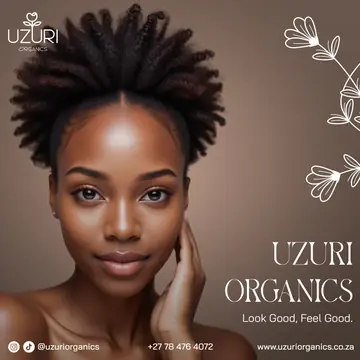 UZURI
ORGANICS
UZURI
ORGANICS
Look Good, Feel Good.
@uzuriorganics
+27 78 476 4072
www.uzuriorganics.co.za